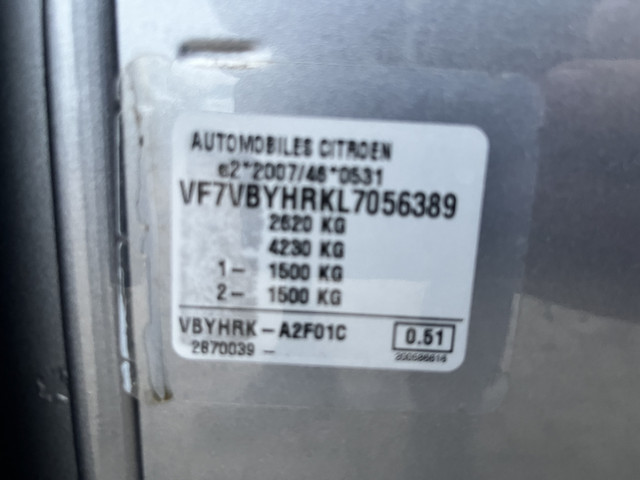 AUTOMOBILES CITROEN
e2*2007/46*0531
VF7VBYHRKL7056389
2620 KG
4230 KG
1- 1500 KG
2- 1500 KG
VBYHRK - A2F01C 0.51
2870039 -